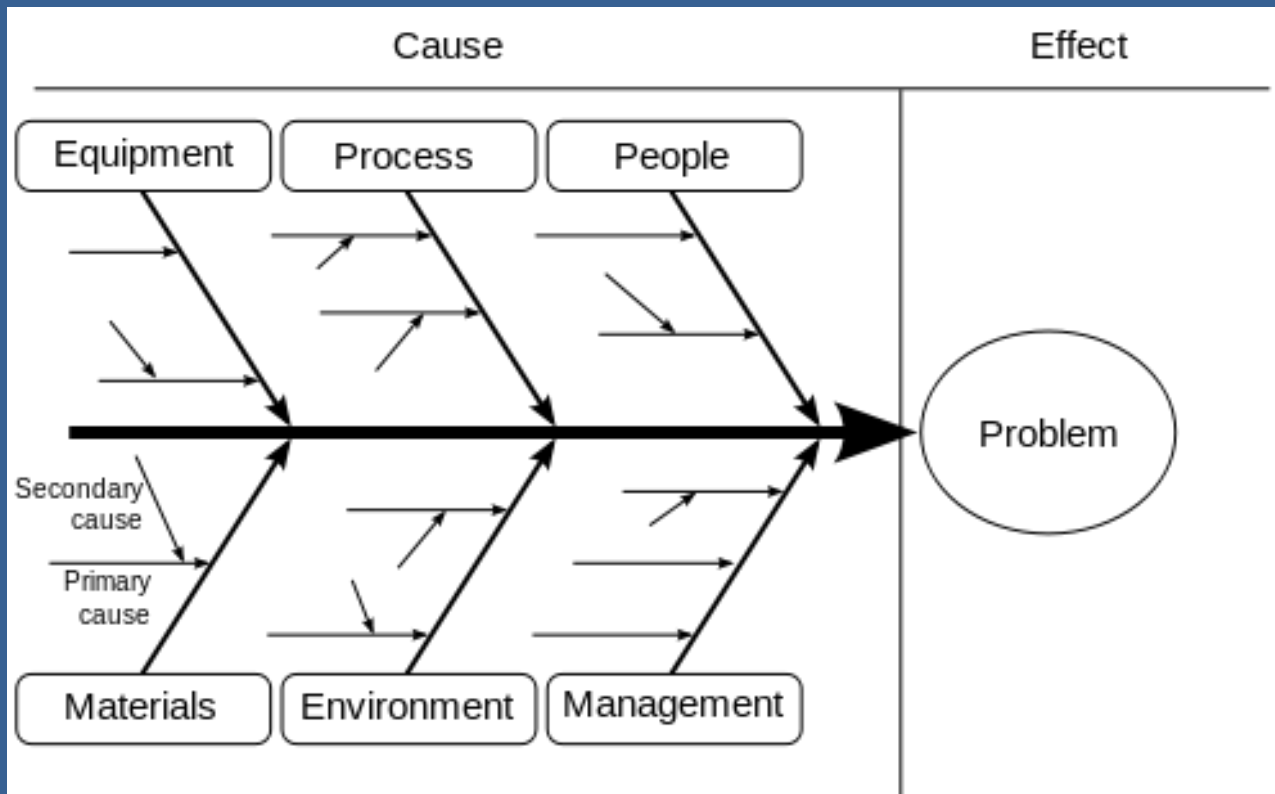 Cause
Effect
Equipment
Process
People
Problem
Secondary
cause
Primary
cause
Materials
Environment
Management